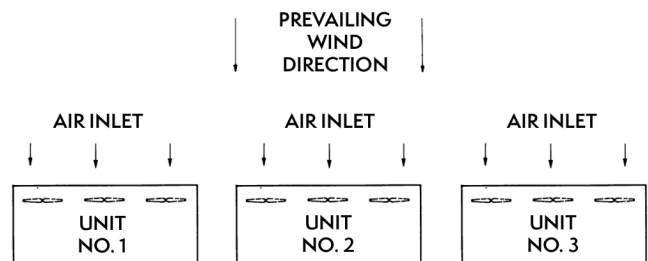 PREVAILING
WIND
DIRECTION
AIR INLET
AIR INLET
AIR INLET
UNIT
NO. 1
UNIT
NO. 2
UNIT
NO. 3